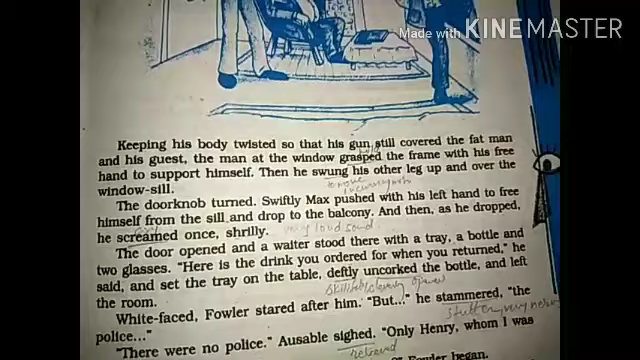 Made with KINEMASTER
Keeping his body twisted so that his gun still covered the fat man
and his guest, the man at the window grasped the frame with his free
hand to support himself. Then he swung his other leg up and over the
window-sill.
The doorknob turned. Swiftly Max pushed with his left hand to free
himself from the sill and drop to the balcony. And then, as he dropped,
he screamed once, shrilly.
very loud sound
The door opened and a waiter stood there with a tray, a bottle and
two glasses. "Here is the drink you ordered for when you returned," he
said, and set the tray on the table, deftly uncorked the bottle, and left
opened
the room.
White-faced, Fowler stared after him. "But..." he stammered, "the
police..."
"There were no police." Ausable sighed. "Only Henry, whom I was
Fowler began.